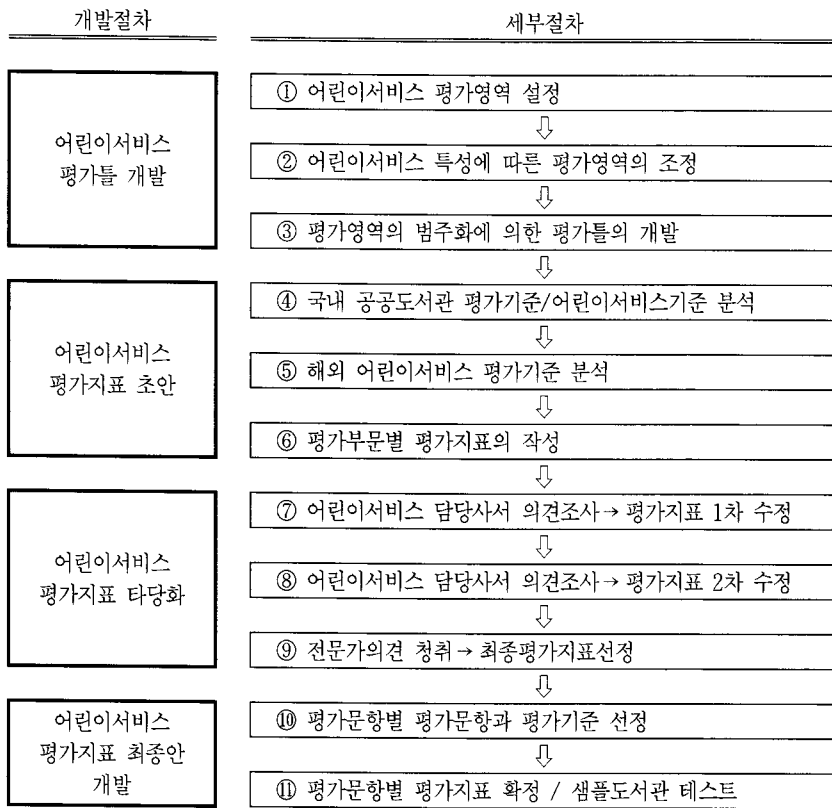 개발절차
세부절차
어린이서비스
평가틀 개발
① 어린이서비스 평가영역 설정
⇩
② 어린이서비스 특성에 따른 평가영역의 조정
⇩
③ 평가영역의 범주화에 의한 평가틀의 개발
⇩
어린이서비스
평가지표 초안
④ 국내 공공도서관 평가기준/어린이서비스기준 분석
⇩
⑤ 해외 어린이서비스 평가기준 분석
⇩
⑥ 평가부문별 평가지표의 작성
⇩
어린이서비스
평가지표 타당화
⑦ 어린이서비스 담당사서 의견조사→평가지표 1차 수정
⇩
⑧ 어린이서비스 담당사서 의견조사→평가지표 2차 수정
⇩
⑨ 전문가의견 청취→최종평가지표선정
⇩
어린이서비스
평가지표 최종안
개발
⑩ 평가문항별 평가문항과 평가기준 선정
⇩
⑪ 평가문항별 평가지표 확정 / 샘플도서관 테스트